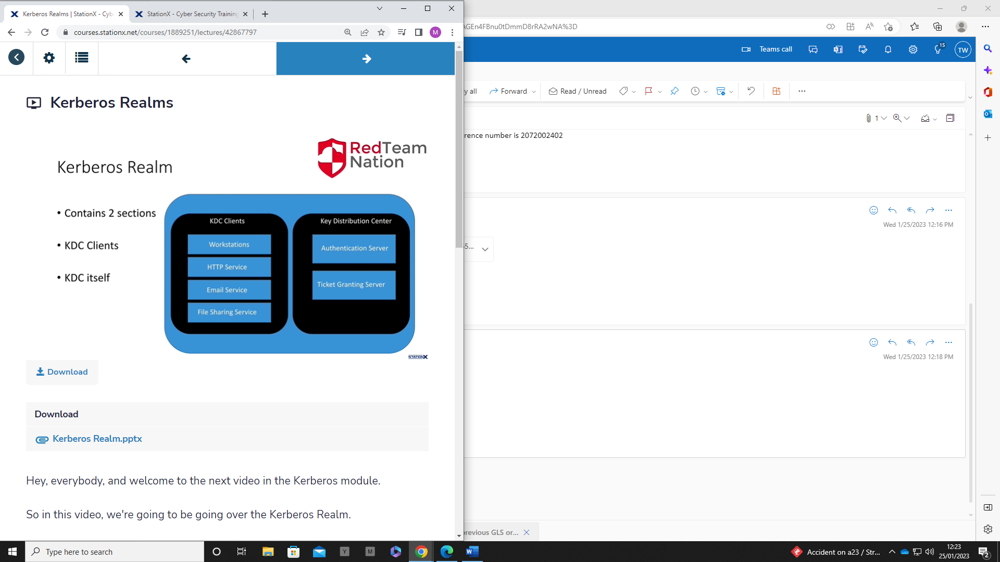 Kerberos Realms | StationX - Cyb
StationX - Cyber Security Training
courses.stationx.net/courses/1889251/lectures/42867797
M
AGEn4FBnu0tDmmD8rRA2wNA%3D
Teams call
15
TW
y all
Forward
Read / Unread
1
rence number is 2072002402
Wed 1/25/2023 12:16 PM
5...
Wed 1/25/2023 12:18 PM
previous GLS or...
Kerberos Realms
RedTeam
Nation
Kerberos Realm
• Contains 2 sections
• KDC Clients
• KDC itself
KDC Clients
Workstations
HTTP Service
Email Service
File Sharing Service
Key Distribution Center
Authentication Server
Ticket Granting Server
STATIONX
Download
Download
Kerberos Realm.pptx
Hey, everybody, and welcome to the next video in the Kerberos module.
So in this video, we're going to be going over the Kerberos Realm.
Type here to search
Y
M
W
Accident on a23 / Str...
12:23
25/01/2023
2